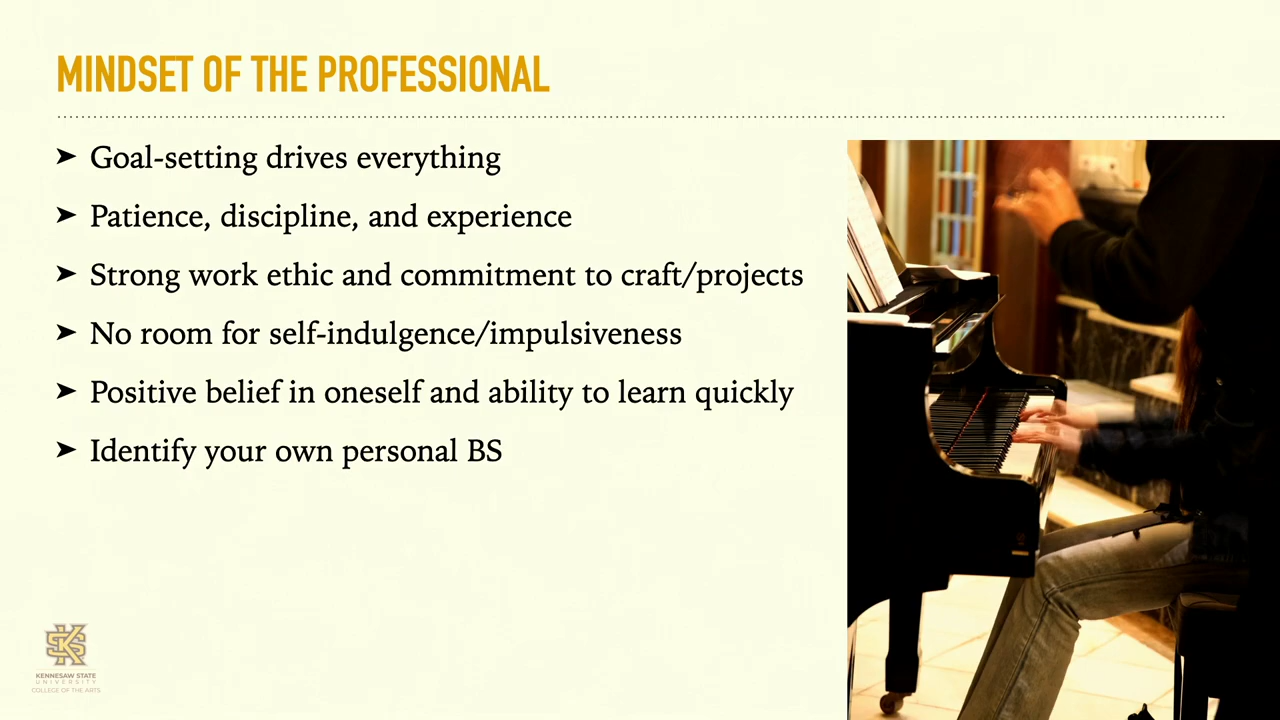 MINDSET OF THE PROFESSIONAL
➤ Goal-setting drives everything
➤ Patience, discipline, and experience
➤ Strong work ethic and commitment to craft/projects
➤ No room for self-indulgence/impulsiveness
➤ Positive belief in oneself and ability to learn quickly
➤ Identify your own personal BS
KS
KENNESAW STATE
UNIVERSITY
COLLEGE OF THE ARTS